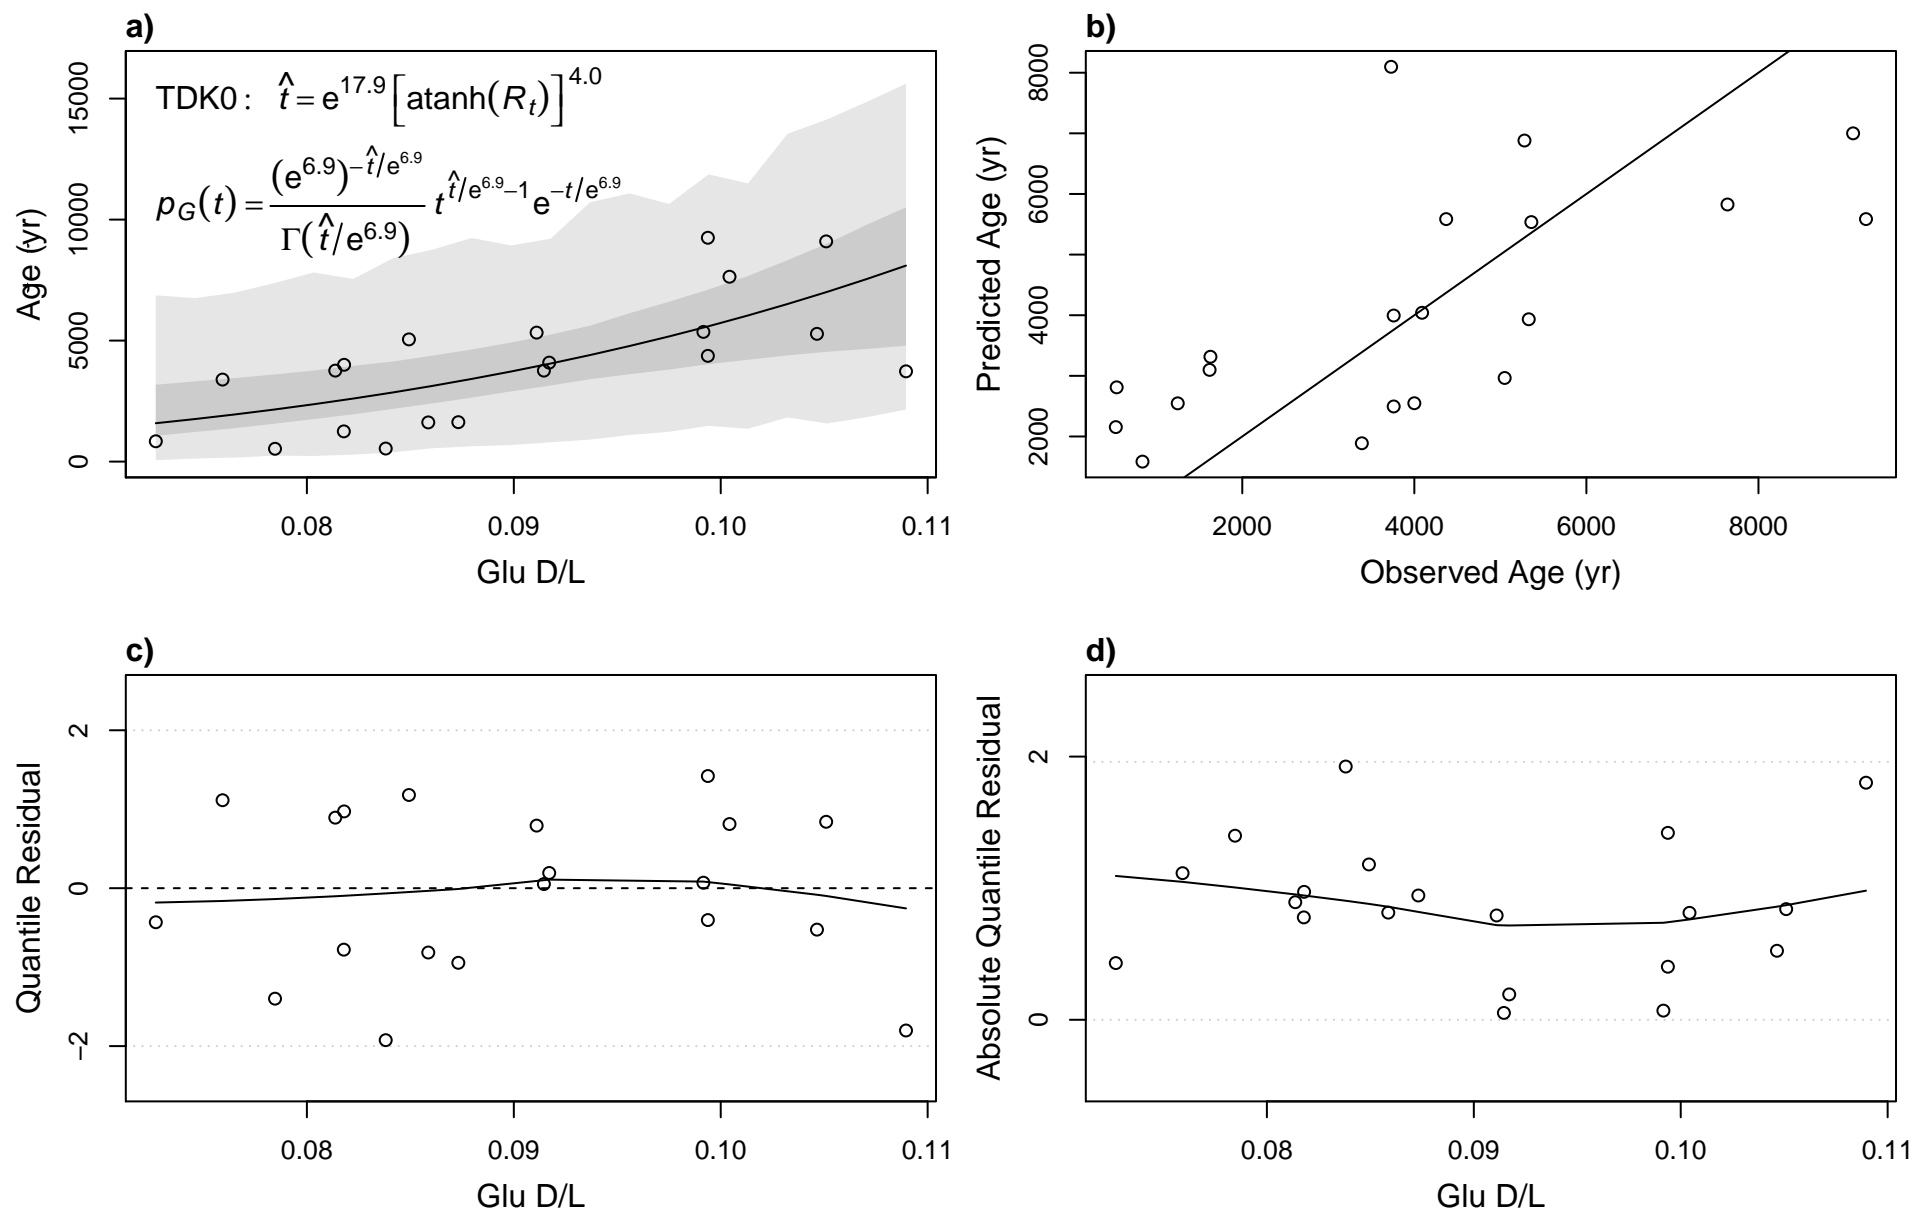 a)
TDK0 : t̂ = e^17.9 [atanh(R_t)]^4.0
p_G(t) = (e^6.9)^(−t̂/e^6.9) / Γ(t̂/e^6.9) t^(t̂/e^6.9−1) e^(−t/e^6.9)
Age (yr)
15000
10000
5000
0
0.08 0.09 0.10 0.11
Glu D/L
b)
Predicted Age (yr)
8000
6000
4000
2000
2000 4000 6000 8000
Observed Age (yr)
c)
Quantile Residual
2
0
−2
0.08 0.09 0.10 0.11
Glu D/L
d)
Absolute Quantile Residual
2
0
0.08 0.09 0.10 0.11
Glu D/L